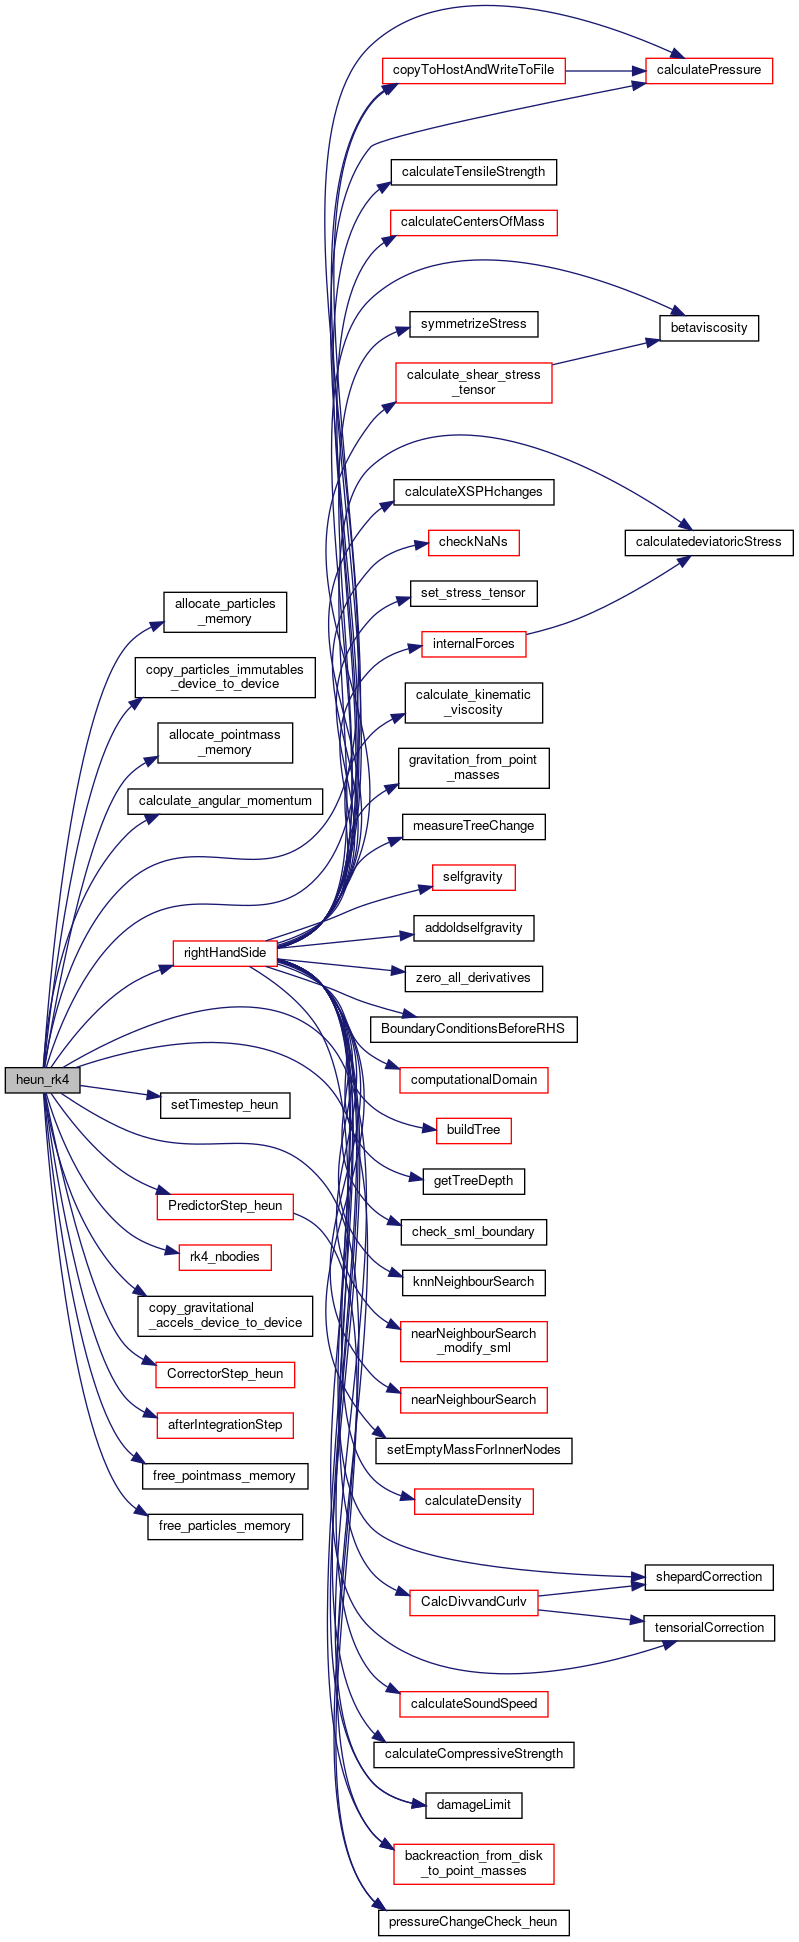 heun_rk4
allocate_particles
_memory
copy_particles_immutables
_device_to_device
allocate_pointmass
_memory
calculate_angular_momentum
rightHandSide
setTimestep_heun
PredictorStep_heun
rk4_nbodies
copy_gravitational
_accels_device_to_device
CorrectorStep_heun
afterIntegrationStep
free_pointmass_memory
free_particles_memory
copyToHostAndWriteToFile
calculateTensileStrength
calculateCentersOfMass
symmetrizeStress
calculate_shear_stress
_tensor
calculateXSPHchanges
checkNaNs
set_stress_tensor
internalForces
calculate_kinematic
_viscosity
gravitation_from_point
_masses
measureTreeChange
selfgravity
addoldselfgravity
zero_all_derivatives
BoundaryConditionsBeforeRHS
computationalDomain
buildTree
getTreeDepth
check_sml_boundary
knnNeighbourSearch
nearNeighbourSearch
_modify_sml
nearNeighbourSearch
setEmptyMassForInnerNodes
calculateDensity
CalcDivvandCurlv
calculateSoundSpeed
calculateCompressiveStrength
damageLimit
backreaction_from_disk
_to_point_masses
pressureChangeCheck_heun
calculatePressure
betaviscosity
calculatedeviatoricStress
shepardCorrection
tensorialCorrection